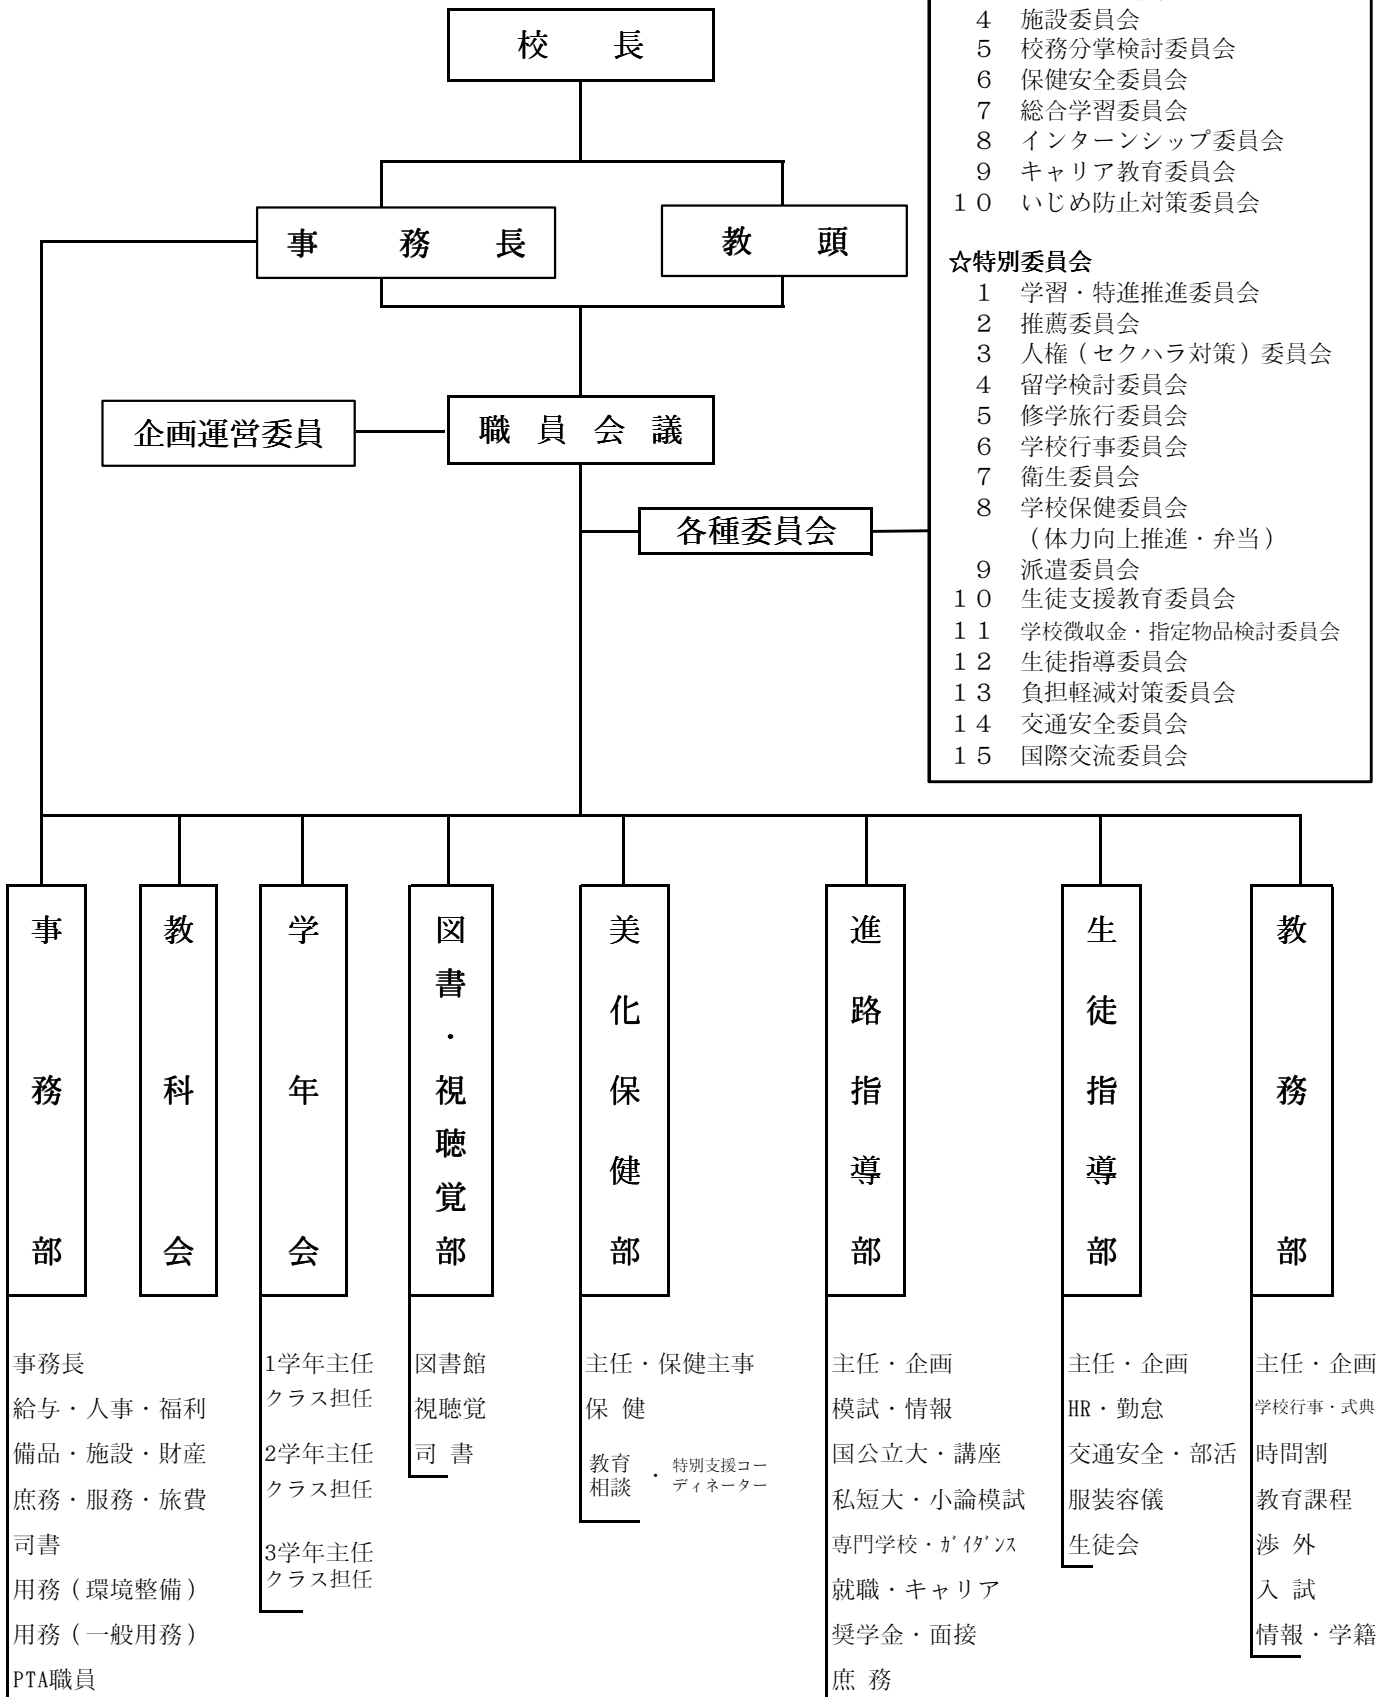 校　長
事　務　長
教　頭
企画運営委員
職員会議
各種委員会
４　施設委員会
５　校務分掌検討委員会
６　保健安全委員会
７　総合学習委員会
８　インターンシップ委員会
９　キャリア教育委員会
１０　いじめ防止対策委員会
☆特別委員会
１　学習・特進推進委員会
２　推薦委員会
３　人権（セクハラ対策）委員会
４　留学検討委員会
５　修学旅行委員会
６　学校行事委員会
７　衛生委員会
８　学校保健委員会
（体力向上推進・弁当）
９　派遣委員会
１０　生徒支援教育委員会
１１　学校徴収金・指定物品検討委員会
１２　生徒指導委員会
１３　負担軽減対策委員会
１４　交通安全委員会
１５　国際交流委員会
事務部
事務長
給与・人事・福利
備品・施設・財産
庶務・服務・旅費
司書
用務（環境整備）
用務（一般用務）
PTA職員
教科会
学年会
1学年主任
クラス担任
2学年主任
クラス担任
3学年主任
クラス担任
図書・視聴覚部
図書館
視聴覚
司 書
美化保健部
主任・保健主事
保 健
教育相談・特別支援コーディネーター
進路指導部
主任・企画
模試・情報
国公立大・講座
私短大・小論模試
専門学校・ｶﾞｲﾀﾞﾝｽ
就職・キャリア
奨学金・面接
庶 務
生徒指導部
主任・企画
HR・勤怠
交通安全・部活
服装容儀
生徒会
教務部
主任・企画
学校行事・式典
時間割
教育課程
渉 外
入 試
情報・学籍